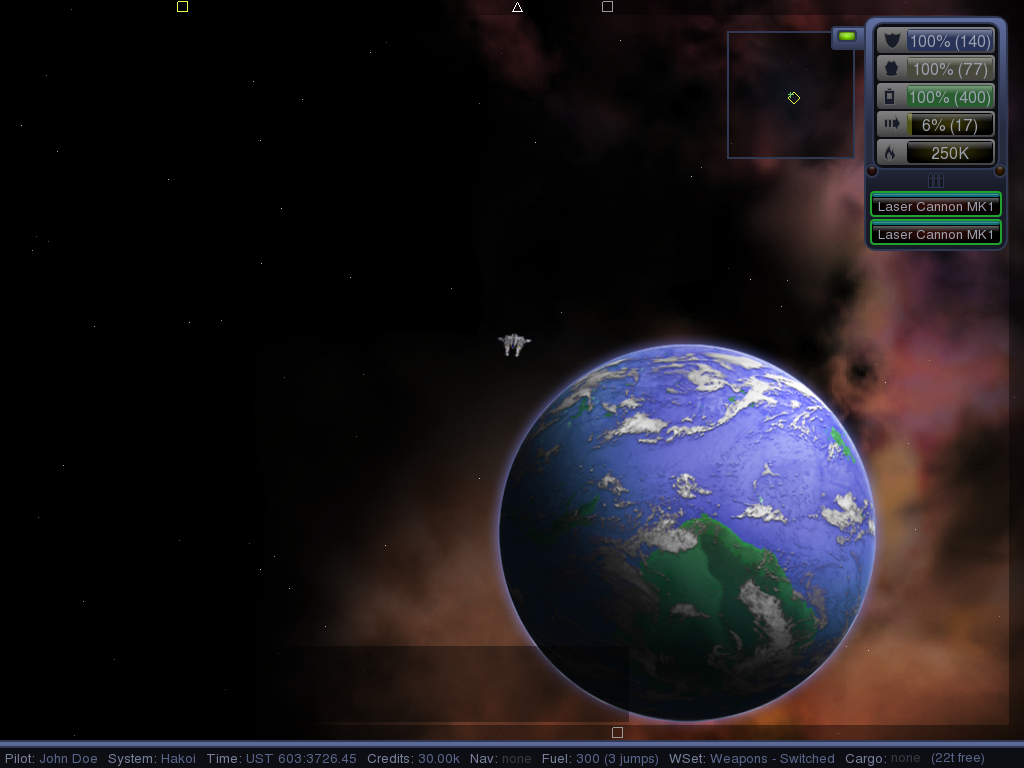 100% (140)
100% (77)
100% (400)
6% (17)
250K
Laser Cannon MK1
Laser Cannon MK1
Pilot: John Doe System: Hakoi Time: UST 603:3726.45 Credits: 30.00k Nav: none Fuel: 300 (3 jumps) WSet: Weapons - Switched Cargo: none (22t free)